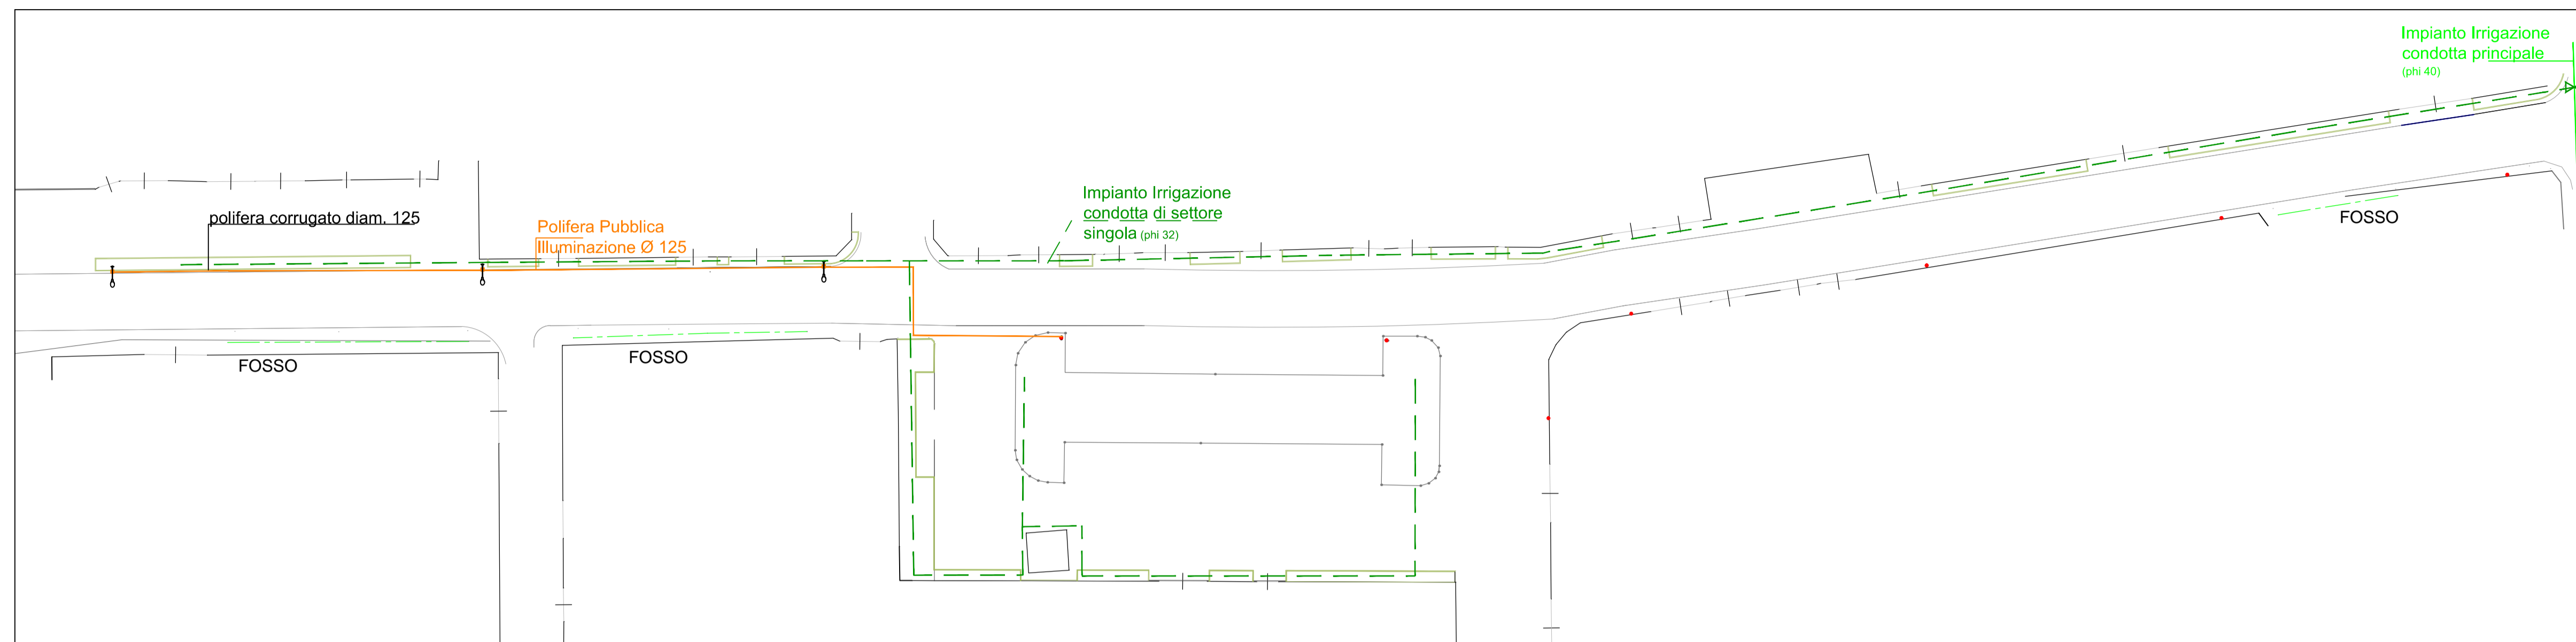 Impianto Irrigazione
condotta principale
(phi 40)
Impianto Irrigazione
condotta di settore
singola (phi 32)
polifera corrugato diam. 125
Polifera Pubblica
Illuminazione Ø 125
FOSSO
FOSSO
FOSSO